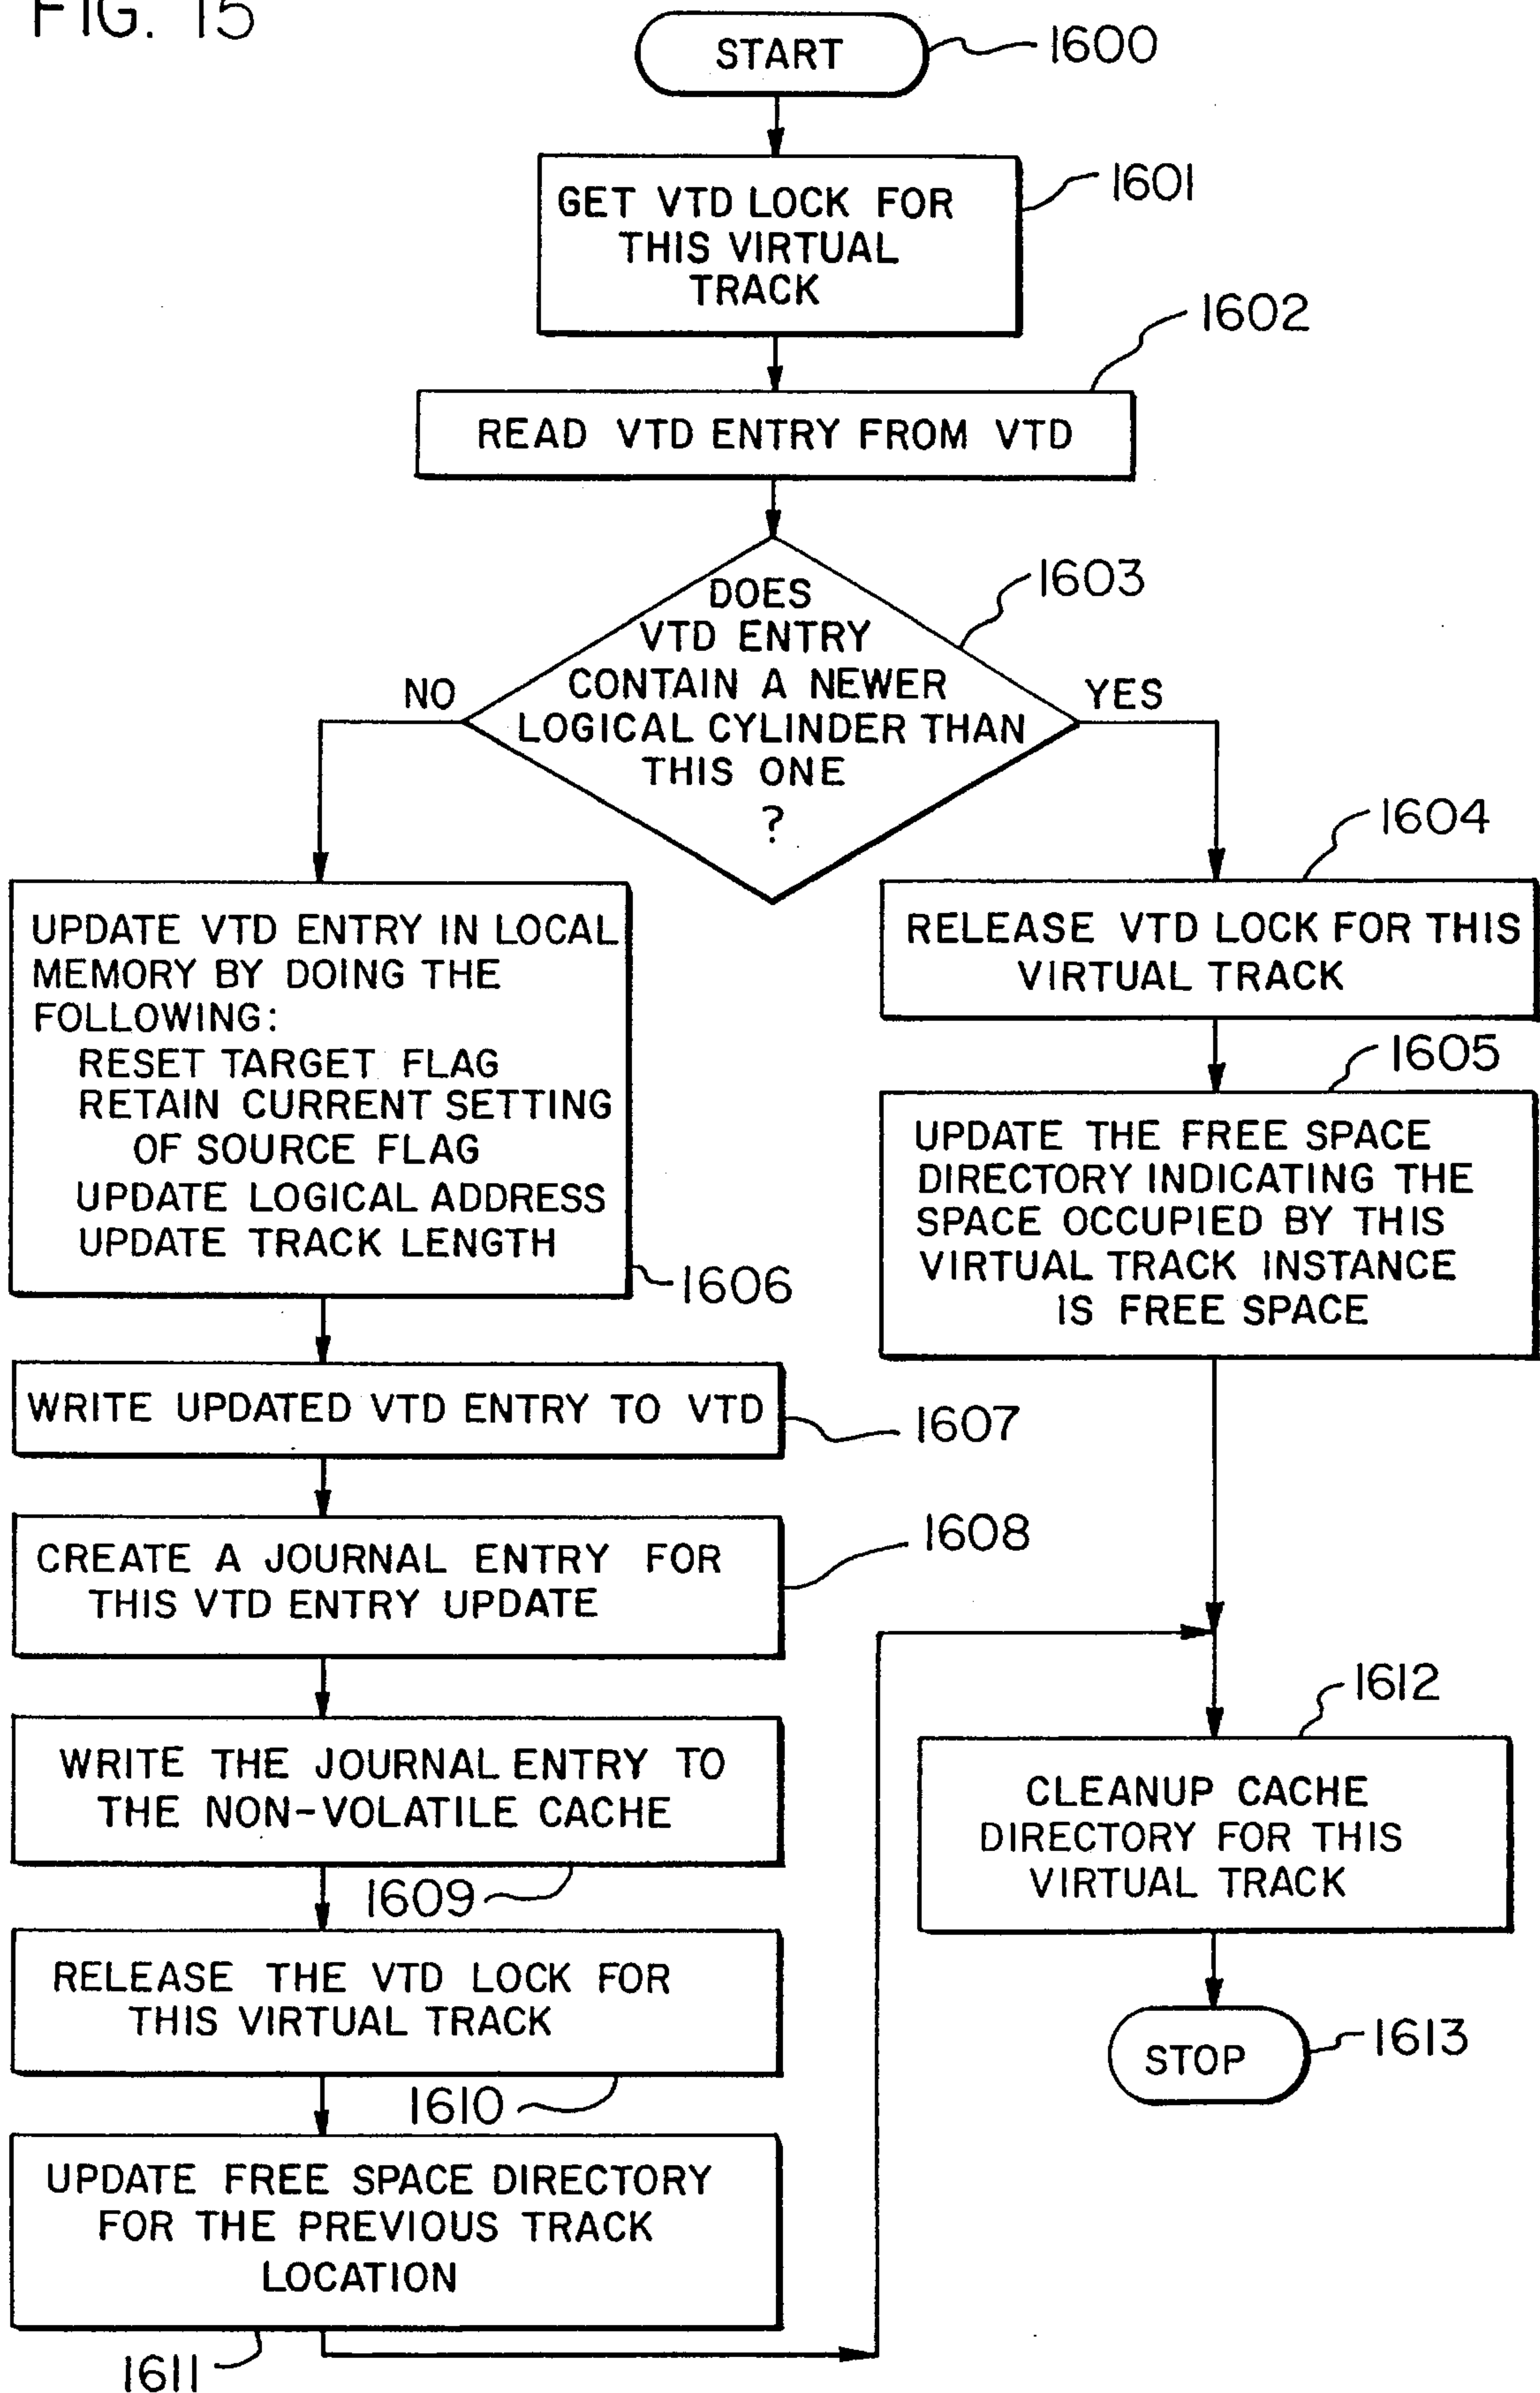 FIG. 15
START
1600
GET VTD LOCK FOR
THIS VIRTUAL
TRACK
1601
1602
READ VTD ENTRY FROM VTD
1603
DOES
VTD ENTRY
CONTAIN A NEWER
LOGICAL CYLINDER THAN
THIS ONE
?
NO
YES
1604
RELEASE VTD LOCK FOR THIS
VIRTUAL TRACK
1605
UPDATE THE FREE SPACE
DIRECTORY INDICATING THE
SPACE OCCUPIED BY THIS
VIRTUAL TRACK INSTANCE
IS FREE SPACE
UPDATE VTD ENTRY IN LOCAL
MEMORY BY DOING THE
FOLLOWING:
RESET TARGET FLAG
RETAIN CURRENT SETTING
OF SOURCE FLAG
UPDATE LOGICAL ADDRESS
UPDATE TRACK LENGTH
1606
WRITE UPDATED VTD ENTRY TO VTD
1607
CREATE A JOURNAL ENTRY FOR
THIS VTD ENTRY UPDATE
1608
WRITE THE JOURNAL ENTRY TO
THE NON-VOLATILE CACHE
1609
RELEASE THE VTD LOCK FOR
THIS VIRTUAL TRACK
1610
UPDATE FREE SPACE DIRECTORY
FOR THE PREVIOUS TRACK
LOCATION
1611
1612
CLEANUP CACHE
DIRECTORY FOR THIS
VIRTUAL TRACK
STOP
1613